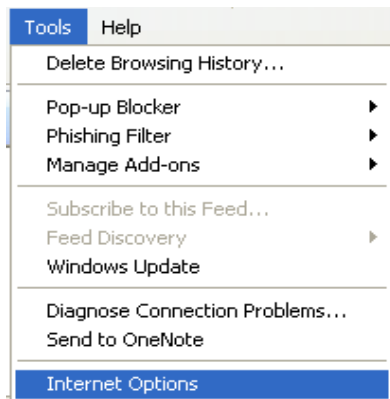 Tools Help
Delete Browsing History...
Pop-up Blocker
Phishing Filter
Manage Add-ons
Subscribe to this Feed...
Feed Discovery
Windows Update
Diagnose Connection Problems...
Send to OneNote
Internet Options